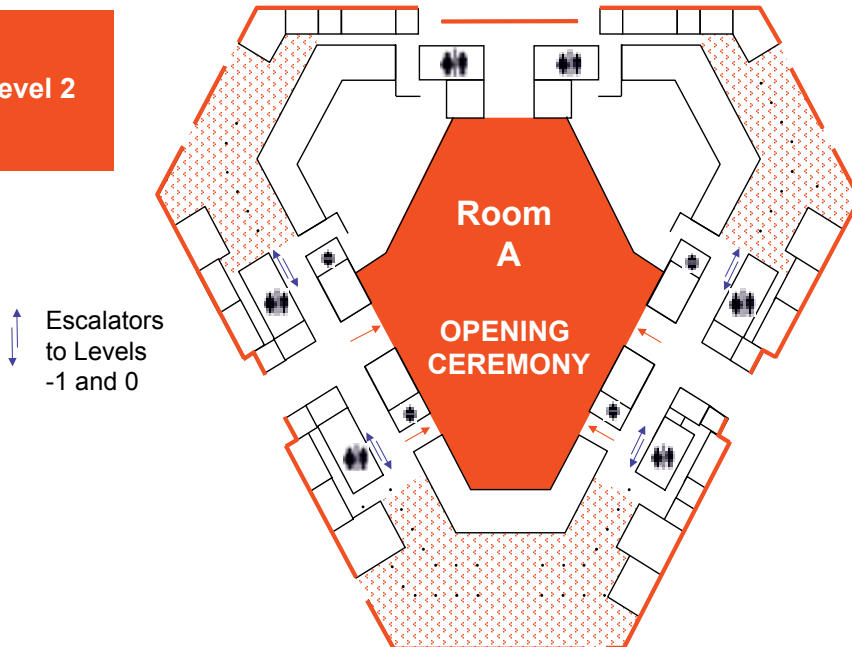 evel 2
Room
A
OPENING
CEREMONY
Escalators
to Levels
-1 and 0